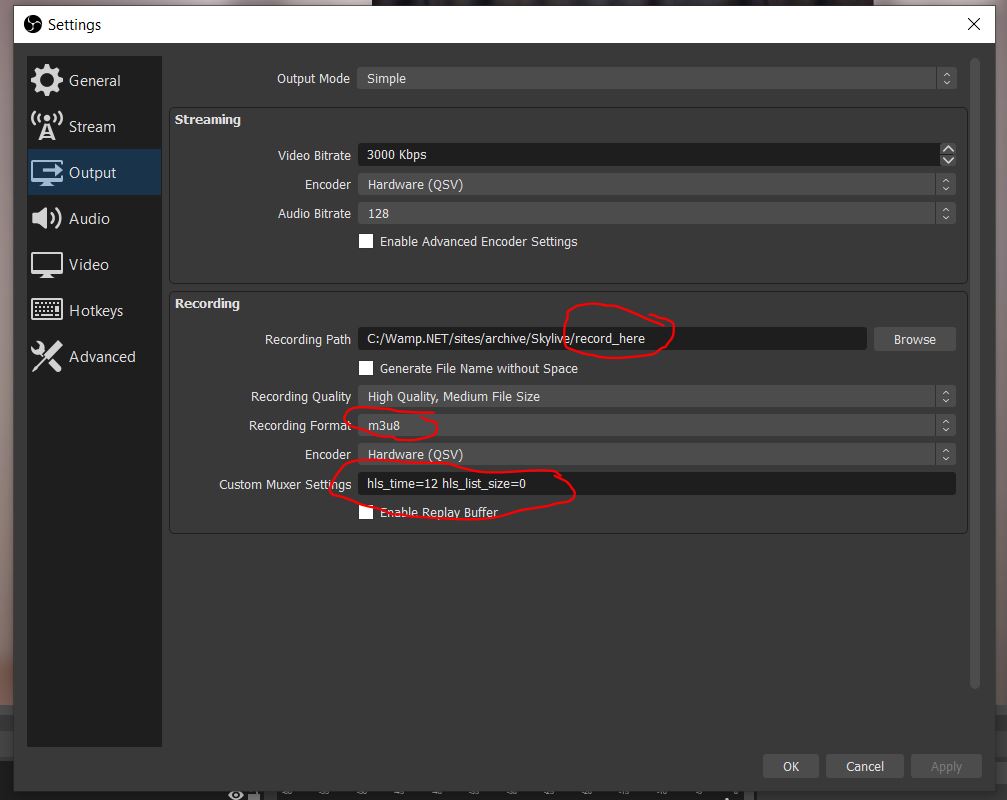 Settings
General
Output Mode Simple
Streaming
Stream
Video Bitrate 3000 Kbps
Output
Encoder Hardware (QSV)
Audio
Audio Bitrate 128
Enable Advanced Encoder Settings
Video
Recording
Hotkeys
Recording Path C:/Wamp.NET/sites/archive/Skylive/record_here Browse
Advanced
Generate File Name without Space
Recording Quality High Quality, Medium File Size
Recording Format m3u8
Encoder Hardware (QSV)
Custom Muxer Settings hls_time=12 hls_list_size=0
Enable Replay Buffer
OK Cancel Apply